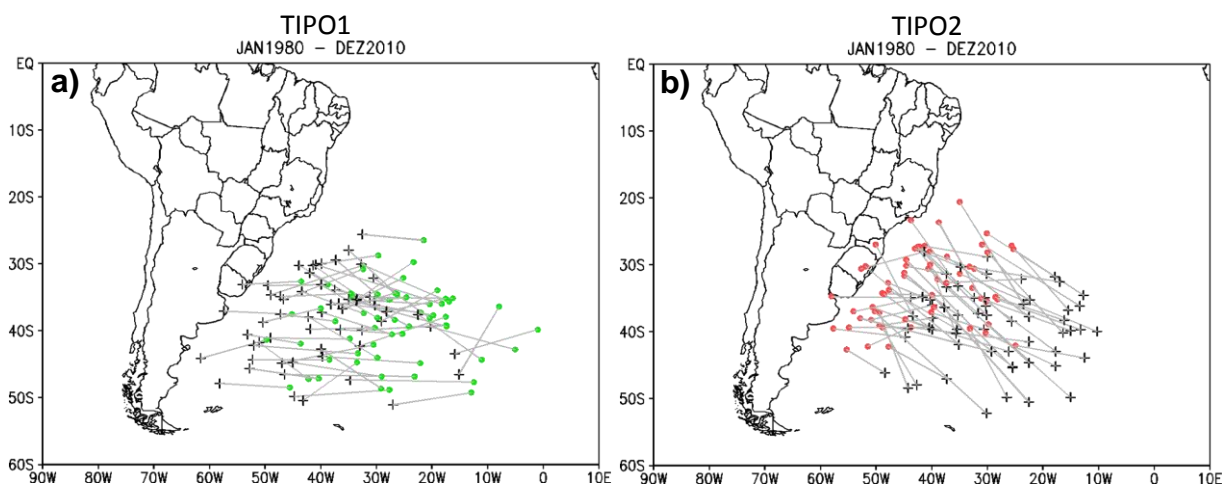 TIPO1
JAN1980 – DEZ2010
a)
EQ
10S
20S
30S
40S
50S
60S
90W 80W 70W 60W 50W 40W 30W 20W 10W 0 10E
TIPO2
JAN1980 – DEZ2010
b)
EQ
10S
20S
30S
40S
50S
60S
90W 80W 70W 60W 50W 40W 30W 20W 10W 0 10E